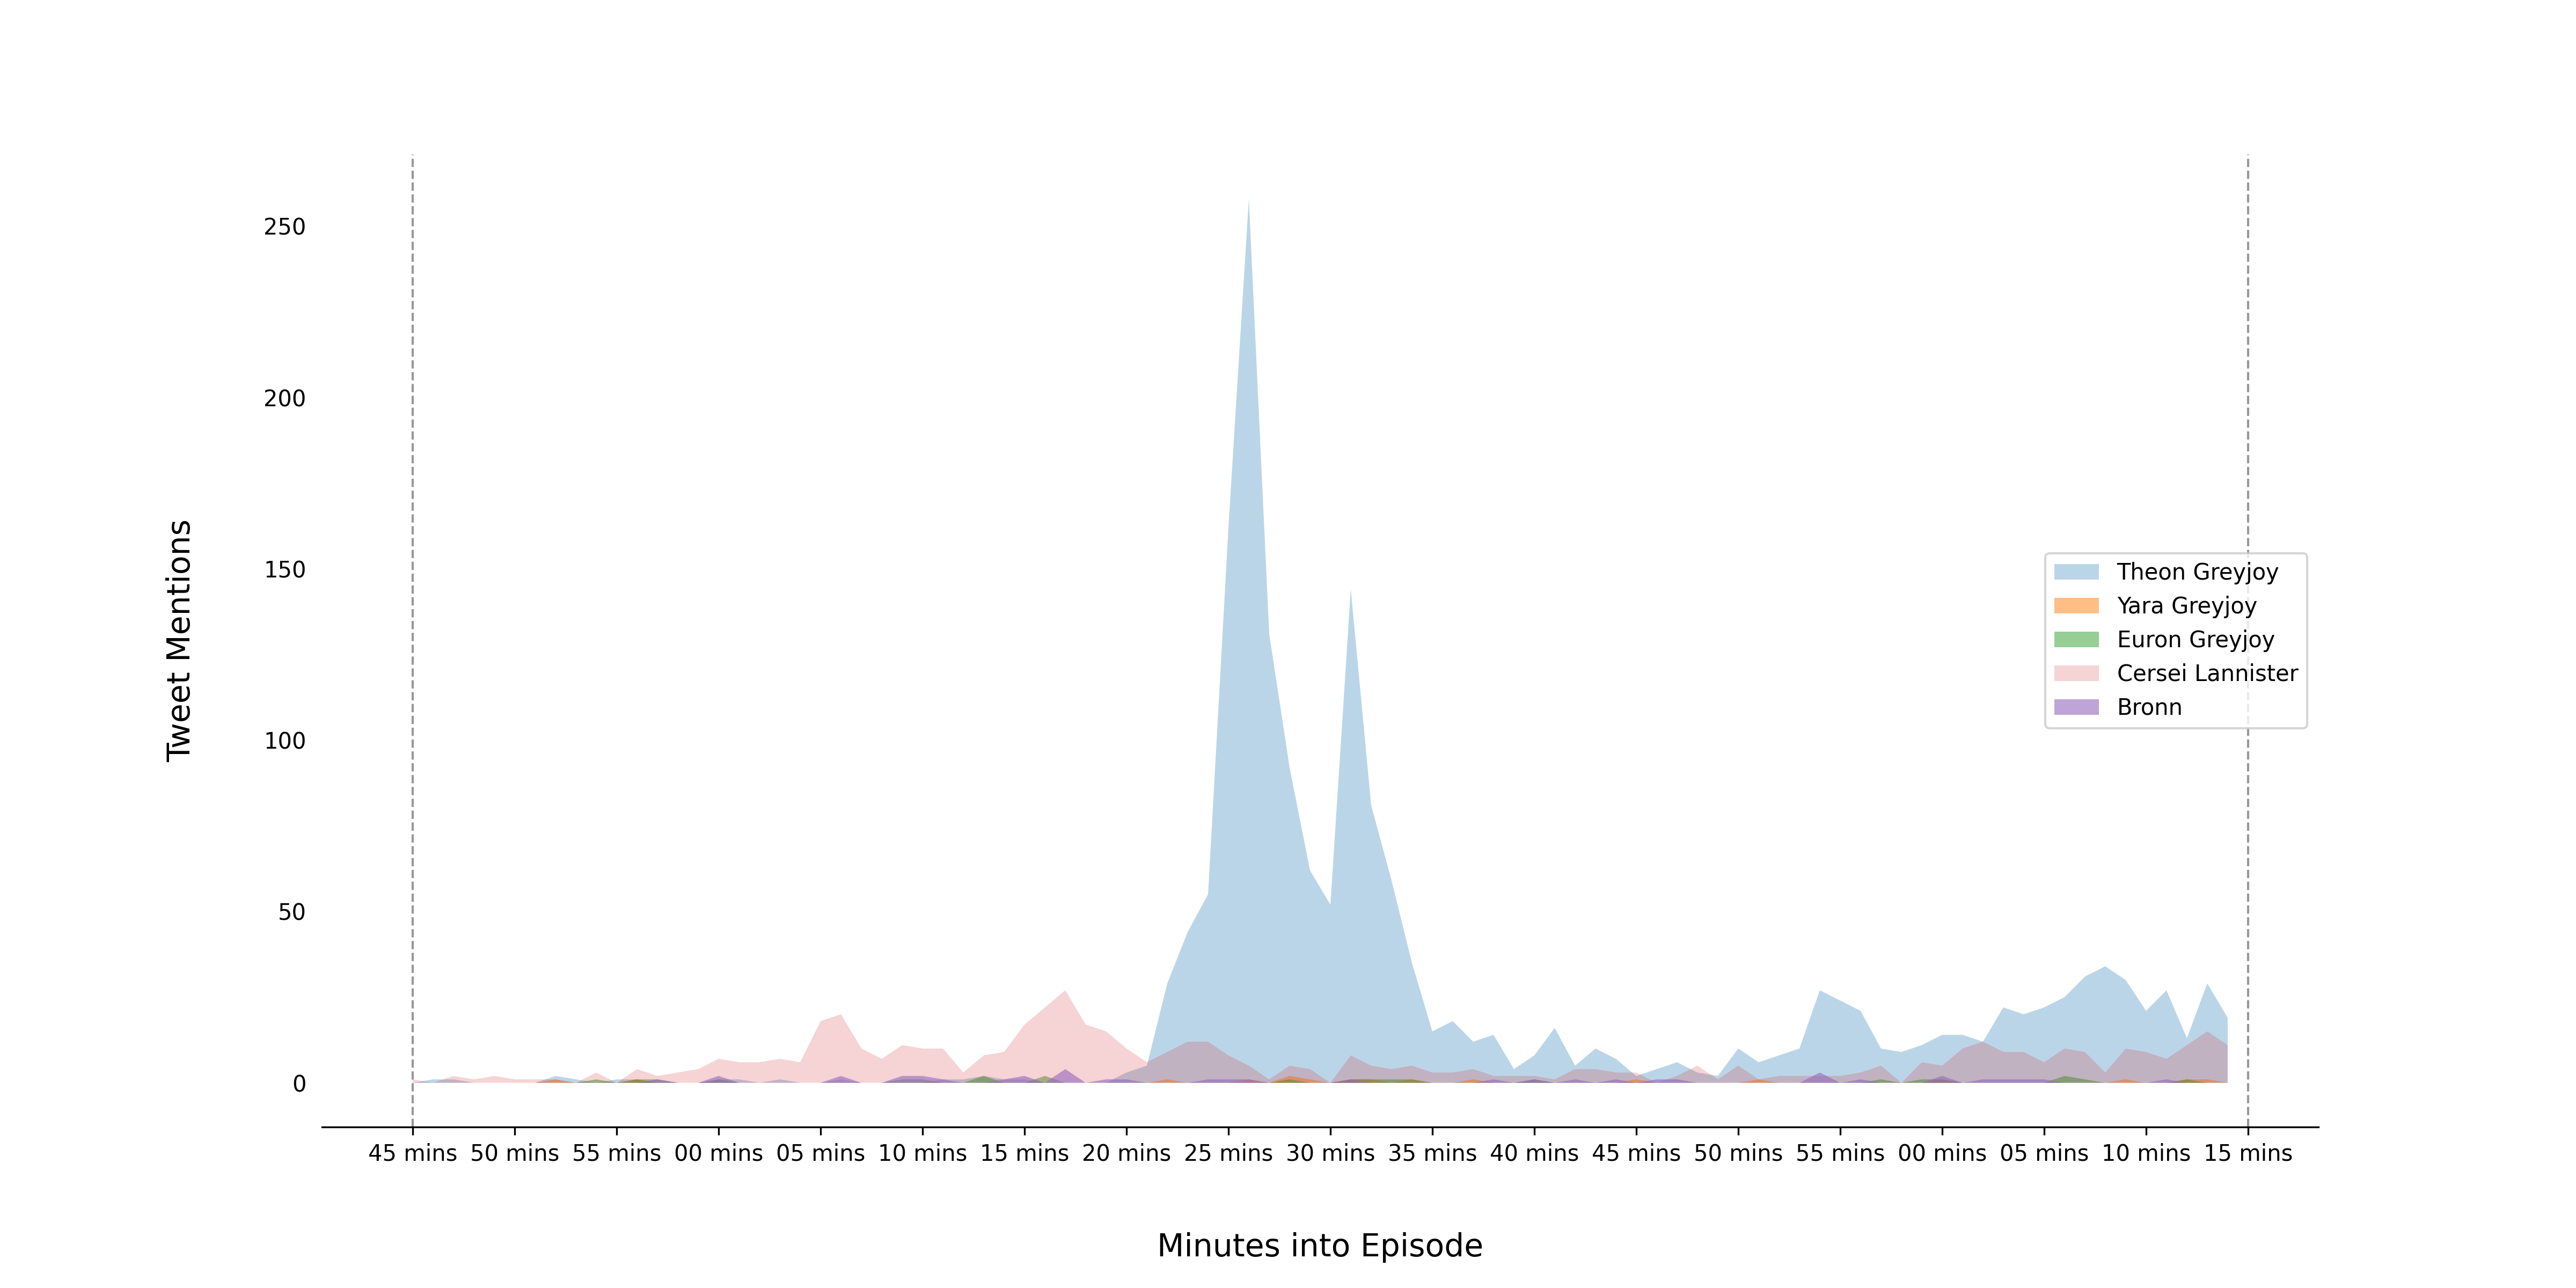 250
200
150
100
50
0
Tweet Mentions
Theon Greyjoy
Yara Greyjoy
Euron Greyjoy
Cersei Lannister
Bronn
45 mins 50 mins 55 mins 00 mins 05 mins 10 mins 15 mins 20 mins 25 mins 30 mins 35 mins 40 mins 45 mins 50 mins 55 mins 00 mins 05 mins 10 mins 15 mins
Minutes into Episode